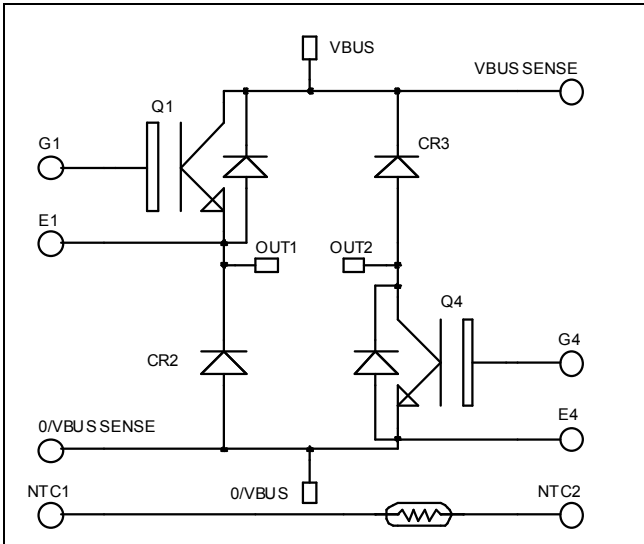 VBUS
VBUS SENSE
Q1
G1
CR3
E1
OUT1
OUT2
Q4
CR2
G4
0/VBUS SENSE
E4
NTC1
0/VBUS
NTC2